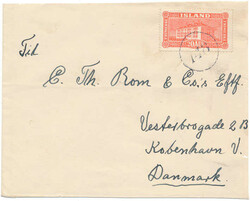 ISLAND
Til
C. Th. Rom & Co.s Eftf.
Vesterbrogade 2 B
København V.
Danmark.